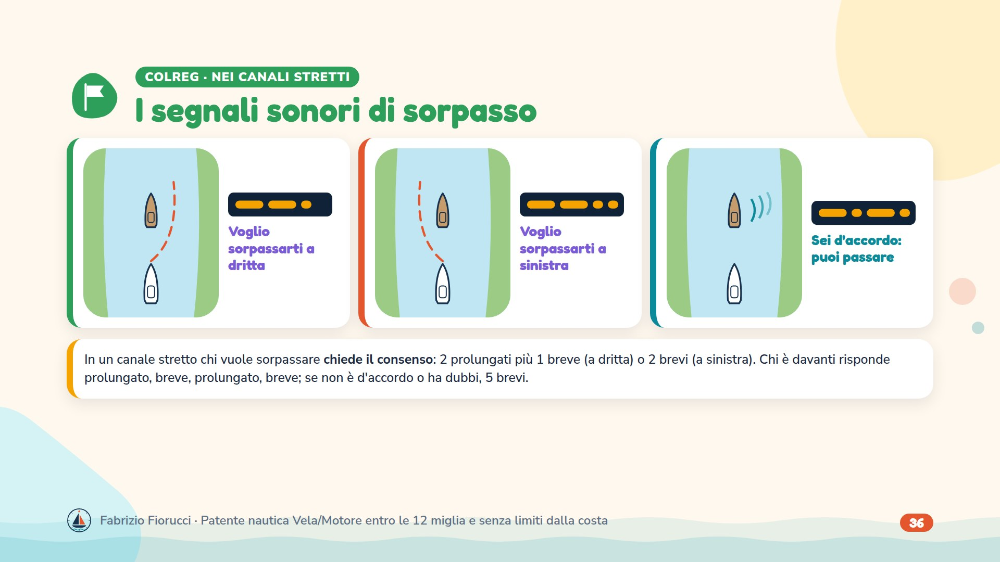 COLREG · NEI CANALI STRETTI
I segnali sonori di sorpasso
Voglio
sorpassarti a
dritta
Voglio
sorpassarti a
sinistra
Sei d'accordo:
puoi passare
In un canale stretto chi vuole sorpassare chiede il consenso: 2 prolungati più 1 breve (a dritta) o 2 brevi (a sinistra). Chi è davanti risponde
prolungato, breve, prolungato, breve; se non è d'accordo o ha dubbi, 5 brevi.
Fabrizio Fiorucci · Patente nautica Vela/Motore entro le 12 miglia e senza limiti dalla costa
36